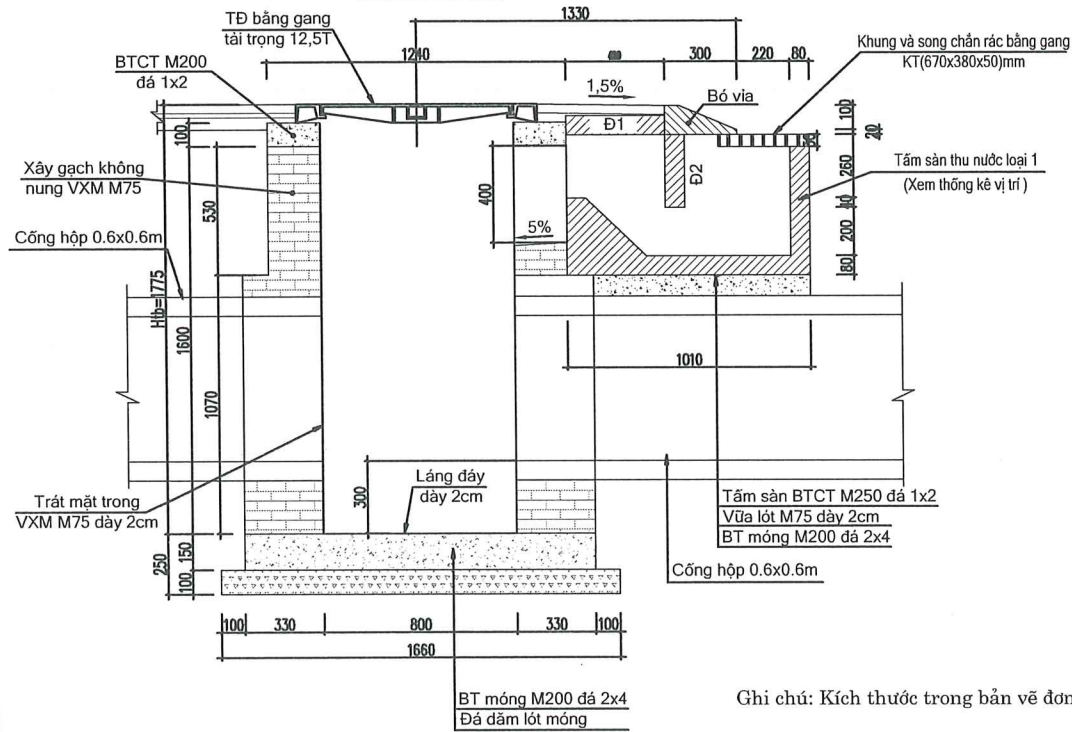 1330
TĐ bằng gang
tải trọng 12,5T
1240
300
220
80
Khung và song chắn rác bằng gang
KT(670x380x50)mm
BTCT M200
đá 1x2
1,5%
Bó vỉa
100
Đ1
100
20
Xây gạch không
nung VXM M75
Đ2
260
Tấm sàn thu nước loại 1
(Xem thống kê vị trí )
530
400
40
5%
200
Cống hộp 0.6x0.6m
80
Htb=1775
1600
1010
1070
Trát mặt trong
VXM M75 dày 2cm
300
Láng đáy
dày 2cm
Tấm sàn BTCT M250 đá 1x2
Vữa lót M75 dày 2cm
BT móng M200 đá 2x4
250
150
100
Cống hộp 0.6x0.6m
100
330
800
330
100
1660
BT móng M200 đá 2x4
Đá dăm lót móng
Ghi chú: Kích thước trong bản vẽ đơn